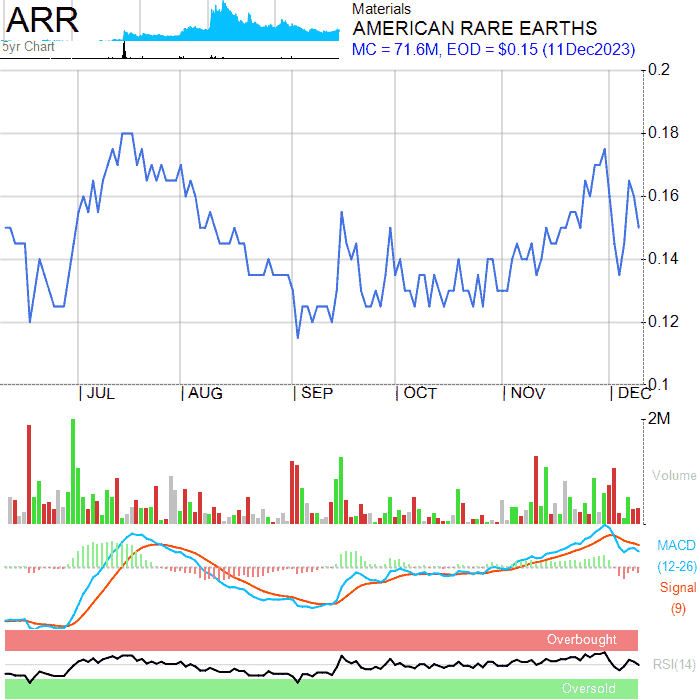 ARR
5yr Chart
Materials
AMERICAN RARE EARTHS
MC = 71.6M, EOD = $0.15 (11Dec2023)
0.2
0.18
0.16
0.14
0.12
0.1
JUL AUG SEP OCT NOV DEC
2M
Volume
MACD
(12-26)
Signal
(9)
Overbought
RSI(14)
Oversold